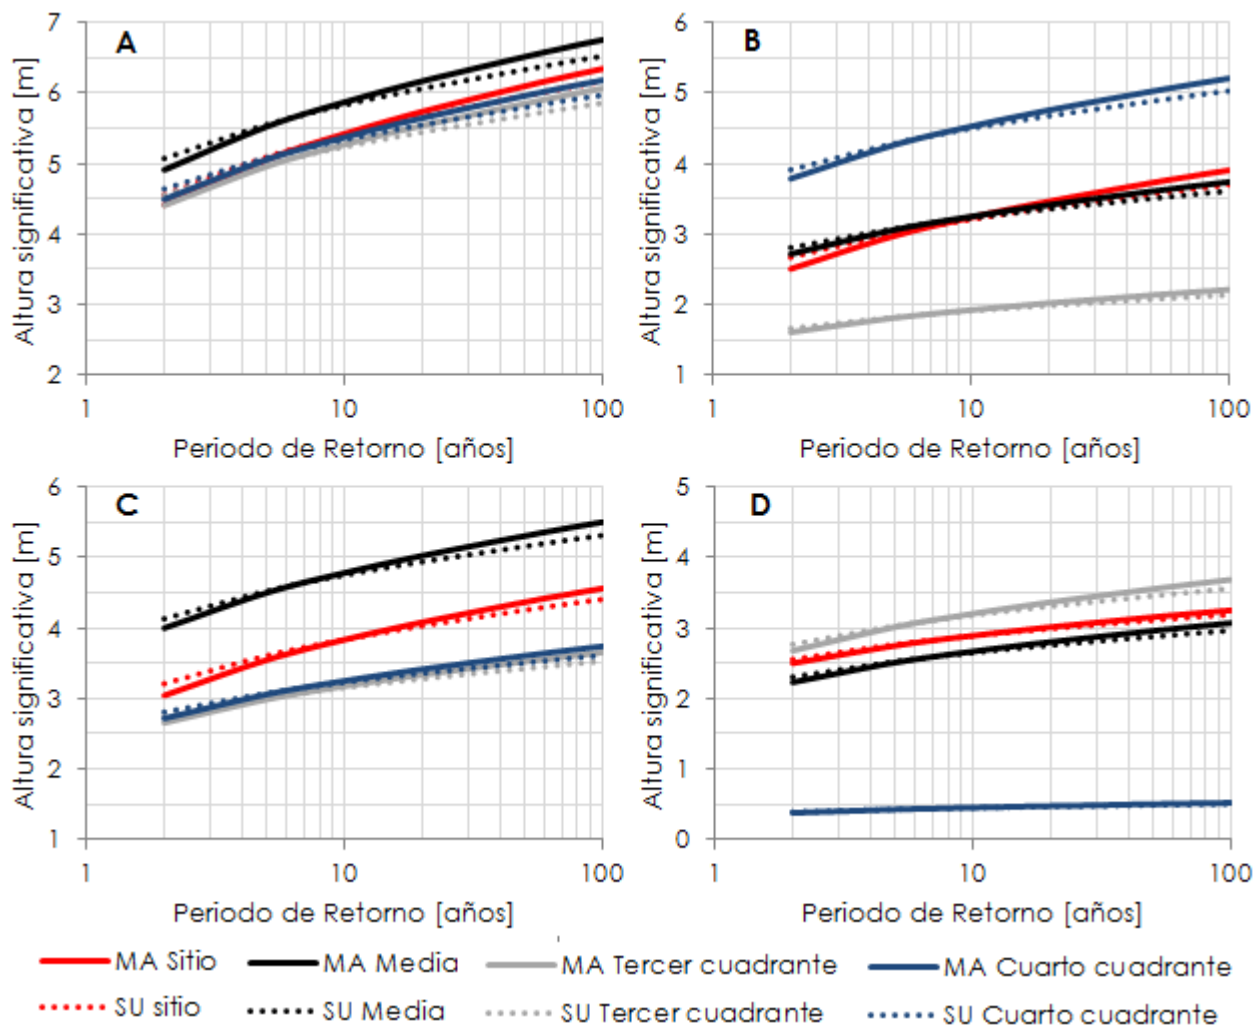 A
Altura significativa [m]
7
6
5
4
3
2
1
10
100
Periodo de Retorno [años]
B
Altura significativa [m]
6
5
4
3
2
1
1
10
100
Periodo de Retorno [años]
C
Altura significativa [m]
6
5
4
3
2
1
1
10
100
Periodo de Retorno [años]
D
Altura significativa [m]
5
4
3
2
1
0
1
10
100
Periodo de Retorno [años]
MA Sitio
MA Media
MA Tercer cuadrante
MA Cuarto cuadrante
SU sitio
SU Media
SU Tercer cuadrante
SU Cuarto cuadrante